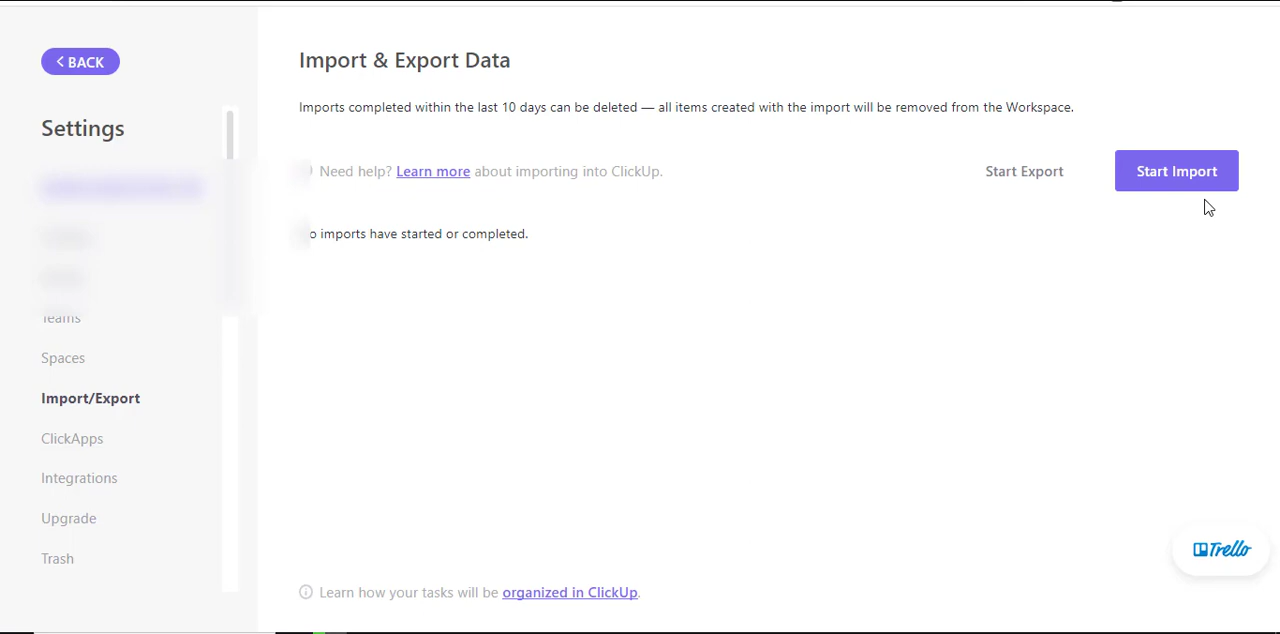 BACK
Import & Export Data
Imports completed within the last 10 days can be deleted — all items created with the import will be removed from the Workspace.
Settings
Need help? Learn more about importing into ClickUp.
Start Export
Start Import
o imports have started or completed.
Teams
Spaces
Import/Export
ClickApps
Integrations
Upgrade
Trash
Trello
Learn how your tasks will be organized in ClickUp.